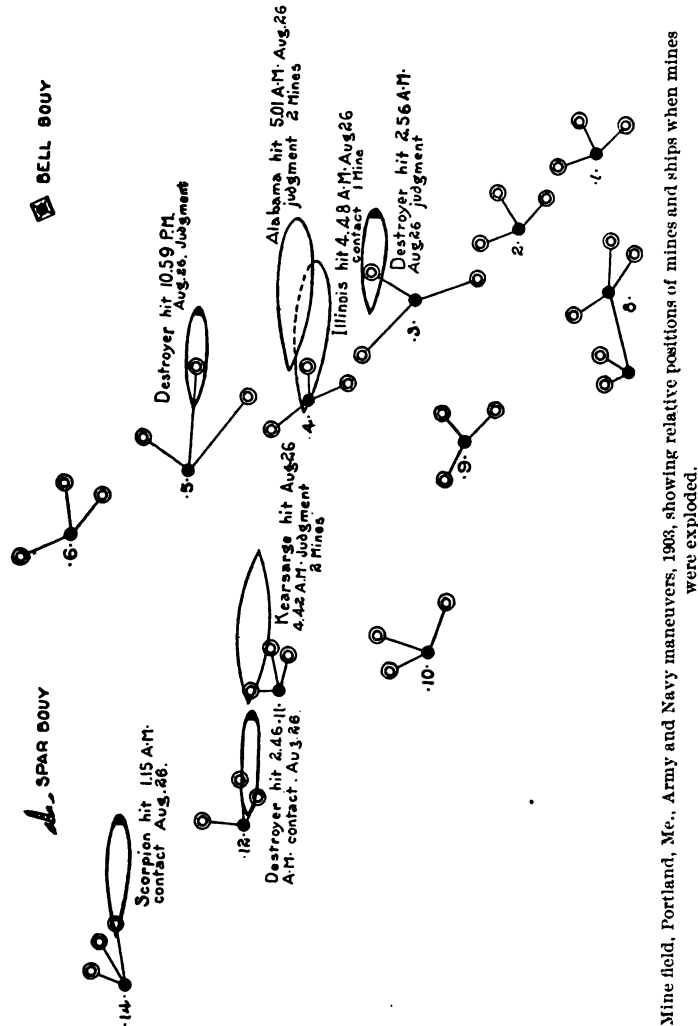 BELL BOUY
SPAR BOUY
Destroyer hit 10.59 P.M.
Aug. 26. Judgment
Alabama hit 5.01 A.M. Aug. 26
judgment 2 Mines
Illinois hit 4.48 A.M. Aug 26
contact 1 Mine
Destroyer hit 2.56 A.M.
Aug. 26 judgment
Kearsarge hit Aug. 26
4.42 A.M. Judgment
2 Mines
Scorpion hit 1.15 A.M.
contact Aug. 26.
Destroyer hit 2.46
A.M. contact. Aug. 26.
.1.
2.
.3.
.4.
.5.
.6.
8.
.9.
.10.
.11.
.12.
.14.
Mine field, Portland, Me., Army and Navy maneuvers, 1903, showing relative positions of mines and ships when mines
were exploded.